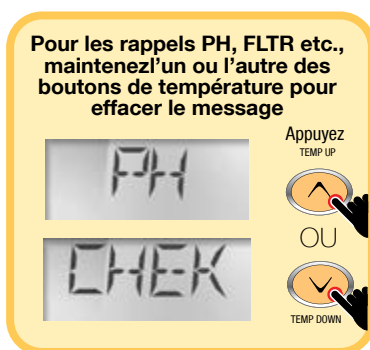 Pour les rappels PH, FLTR etc.,
maintenezl'un ou l'autre des
boutons de température pour
effacer le message
Appuyez
TEMP UP
PH
OU
CHEK
TEMP DOWN